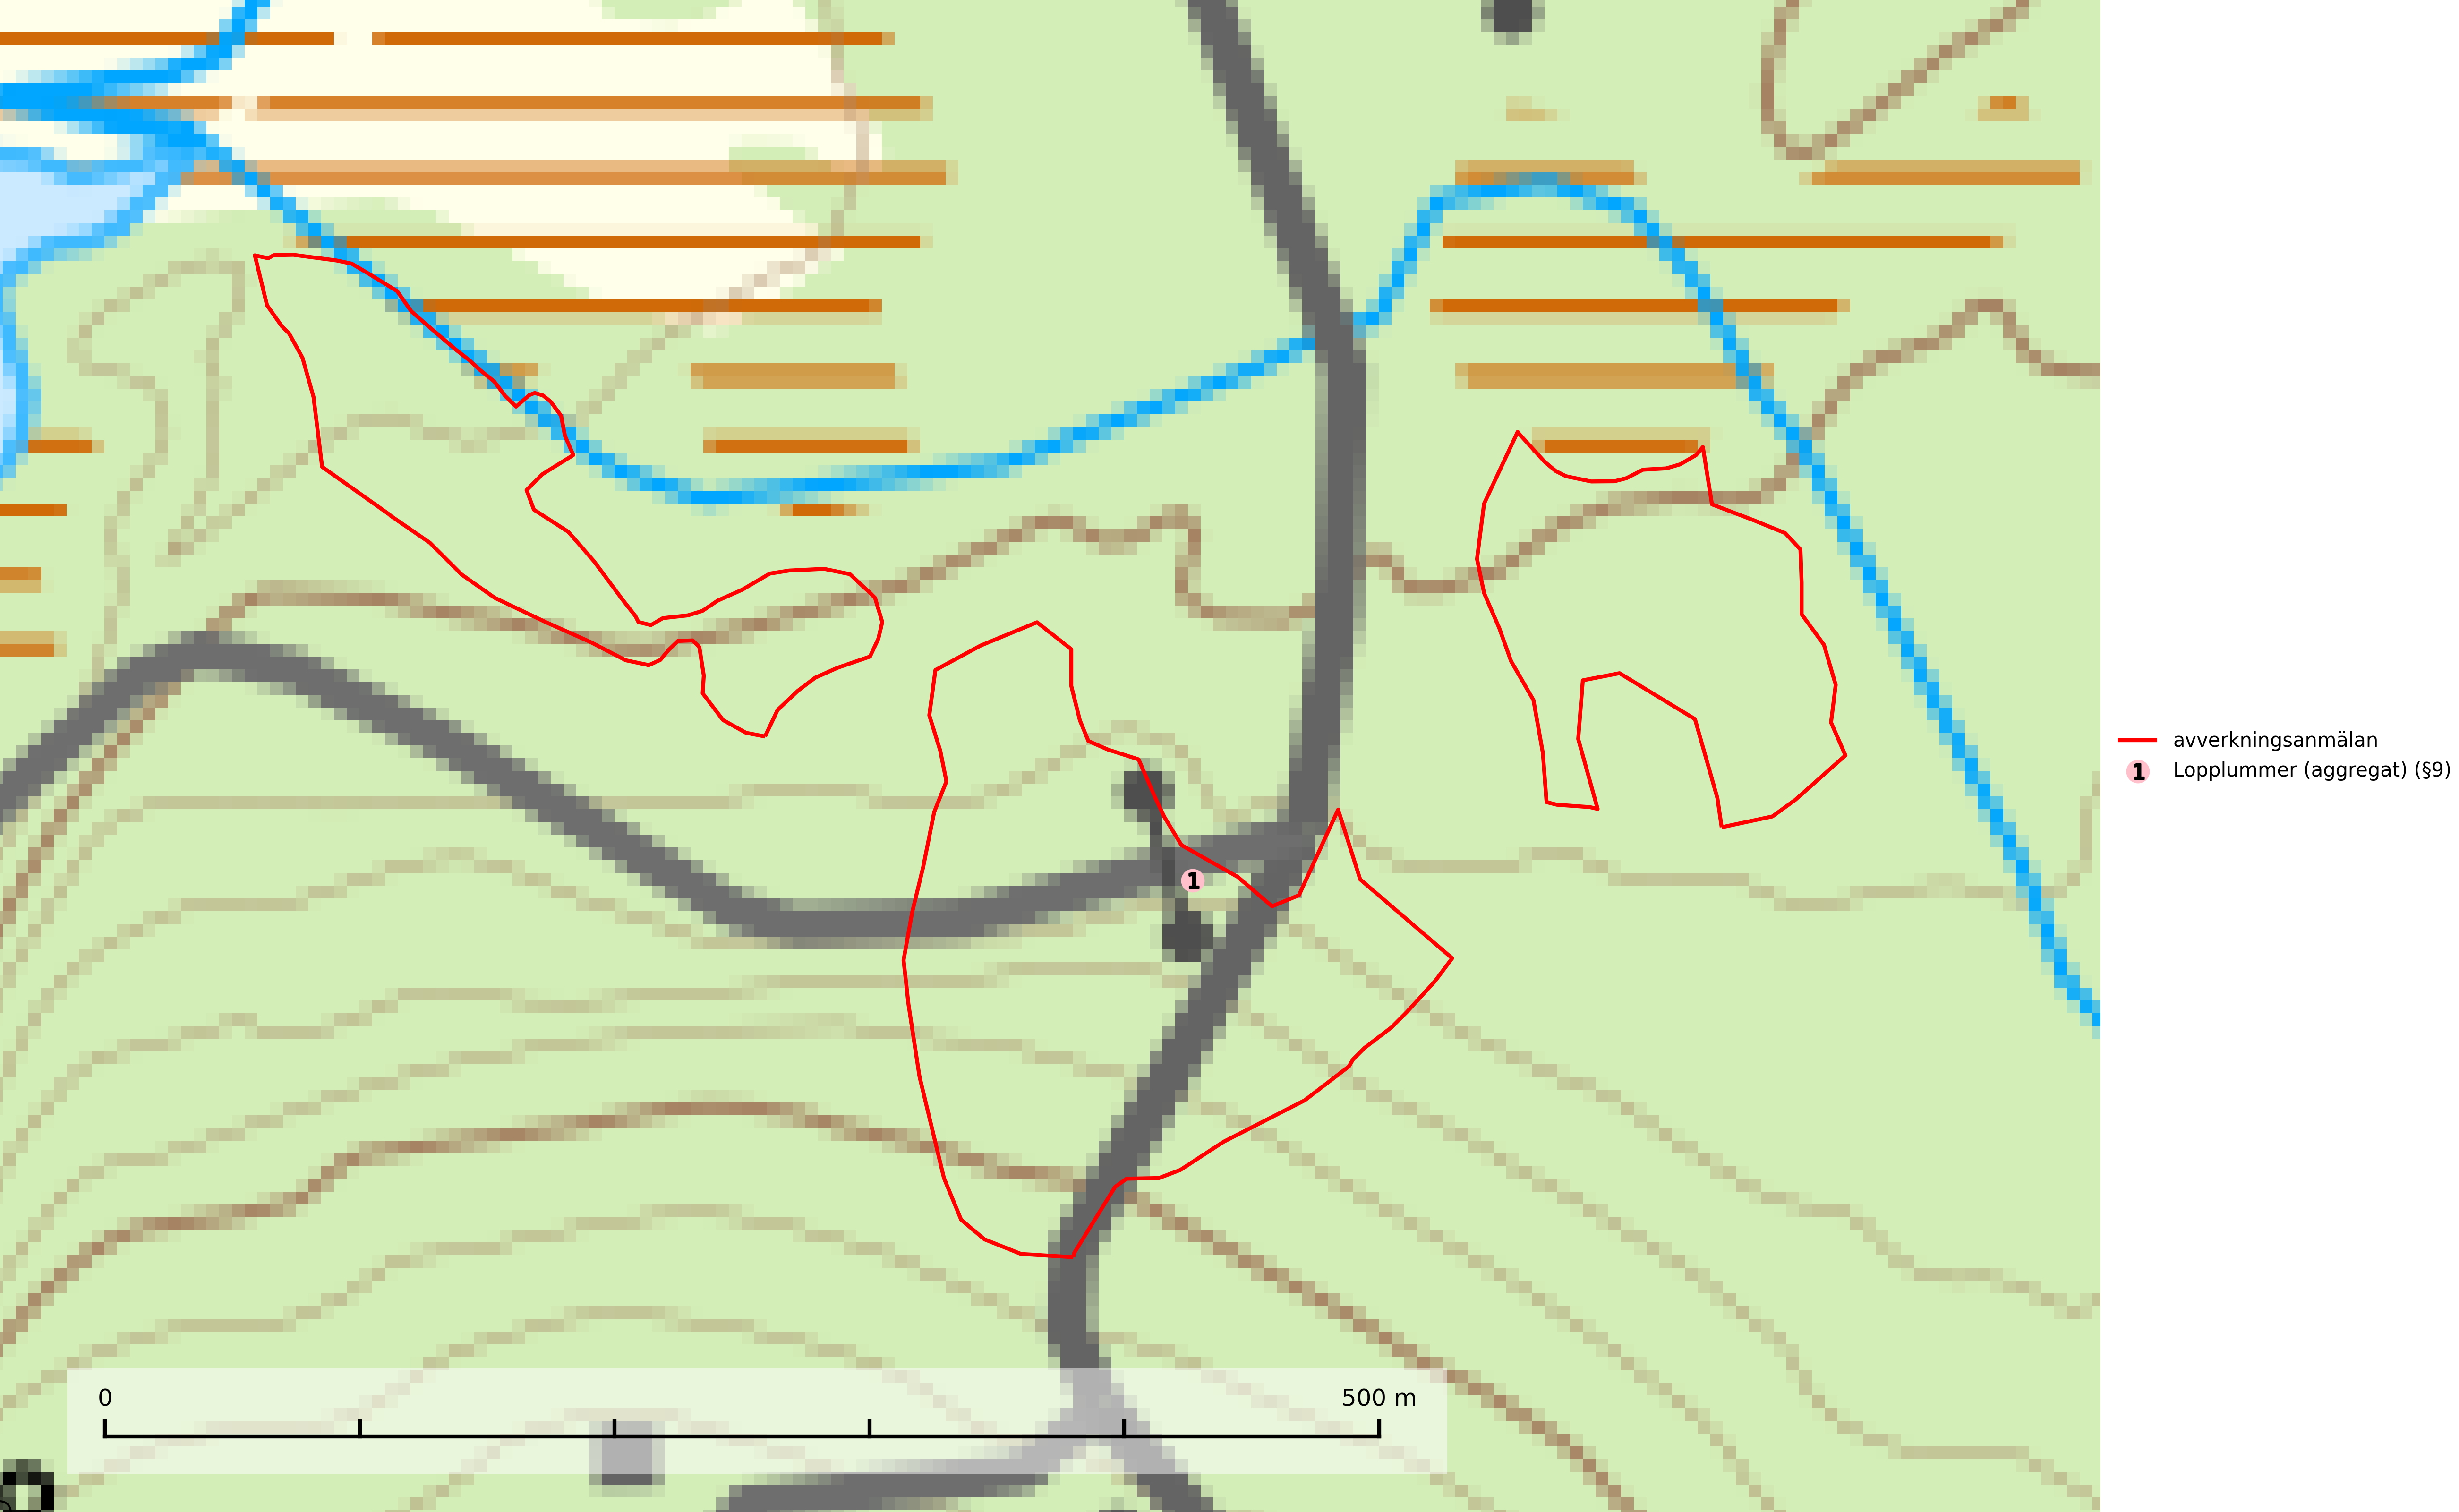 1
avverkningsanmälan
1 Lopplummer (aggregat) (§9)
0 500 m